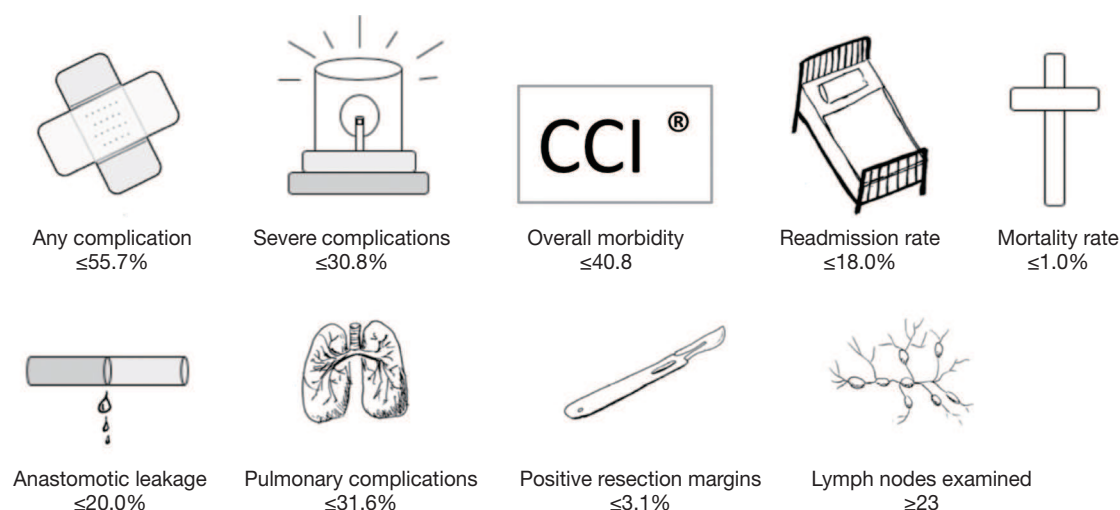 CCI ®
Any complication
≤55.7%
Severe complications
≤30.8%
Overall morbidity
≤40.8
Readmission rate
≤18.0%
Mortality rate
≤1.0%
Anastomotic leakage
≤20.0%
Pulmonary complications
≤31.6%
Positive resection margins
≤3.1%
Lymph nodes examined
≥23